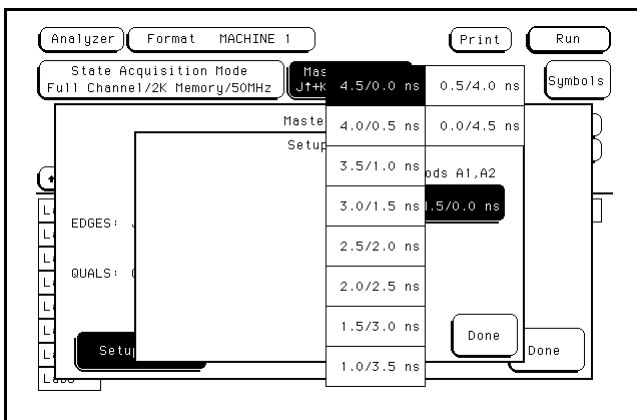 Analyzer Format MACHINE 1 Print Run
State Acquisition Mode
Full Channel/2K Memory/50MHz
Mas
J↑+K
Symbols
4.5/0.0 ns 0.5/4.0 ns
4.0/0.5 ns 0.0/4.5 ns
3.5/1.0 ns
3.0/1.5 ns
2.5/2.0 ns
2.0/2.5 ns
1.5/3.0 ns
1.0/3.5 ns
Maste
Setup
ods A1,A2
.5/0.0 ns
EDGES:
QUALS:
Setu
Done
Done